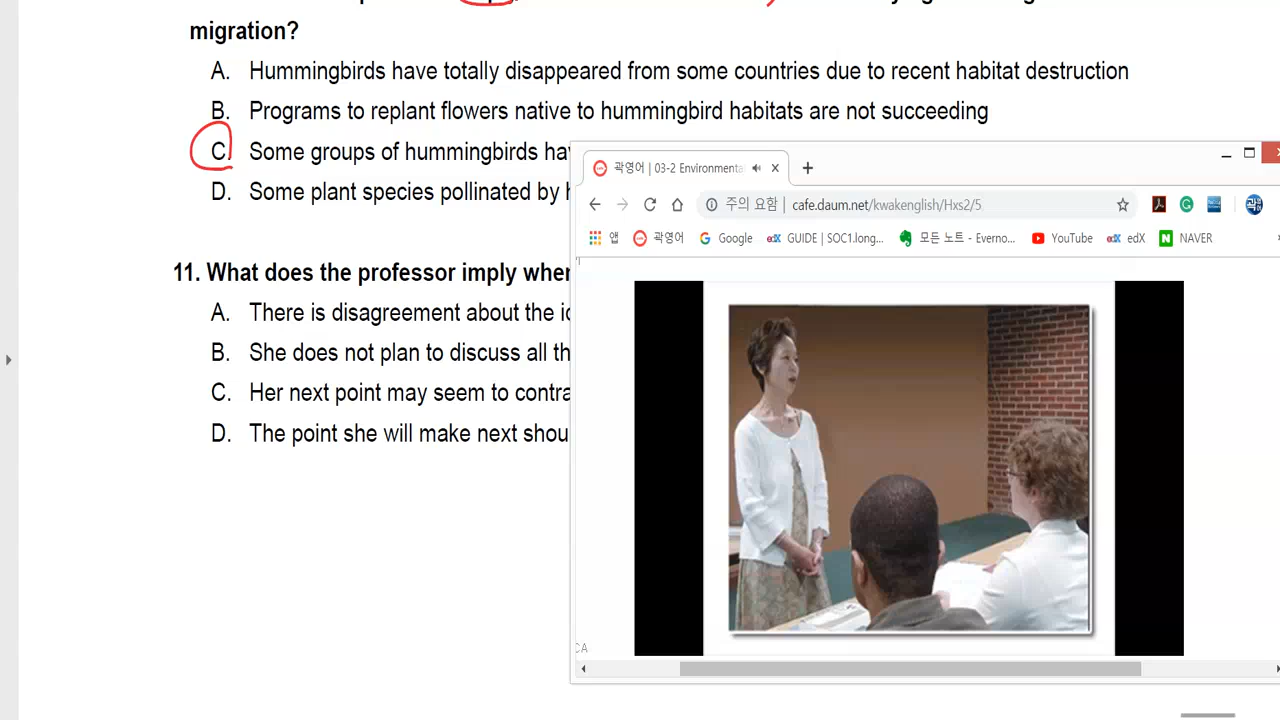 migration?
A. Hummingbirds have totally disappeared from some countries due to recent habitat destruction
B. Programs to replant flowers native to hummingbird habitats are not succeeding
C. Some groups of hummingbirds
D. Some plant species pollinated by
11. What does the professor imply
A. There is disagreement about the
B. She does not plan to discuss all
C. Her next point may seem to
D. The point she will make next
곽영어 | 03-2 Environmenta
주의 요함 | cafe.daum.net/kwakenglish/Hxs2/5
앱 곽영어 Google GUIDE | SOC1.long... 모든 노트 - Everno... YouTube edX NAVER
CA